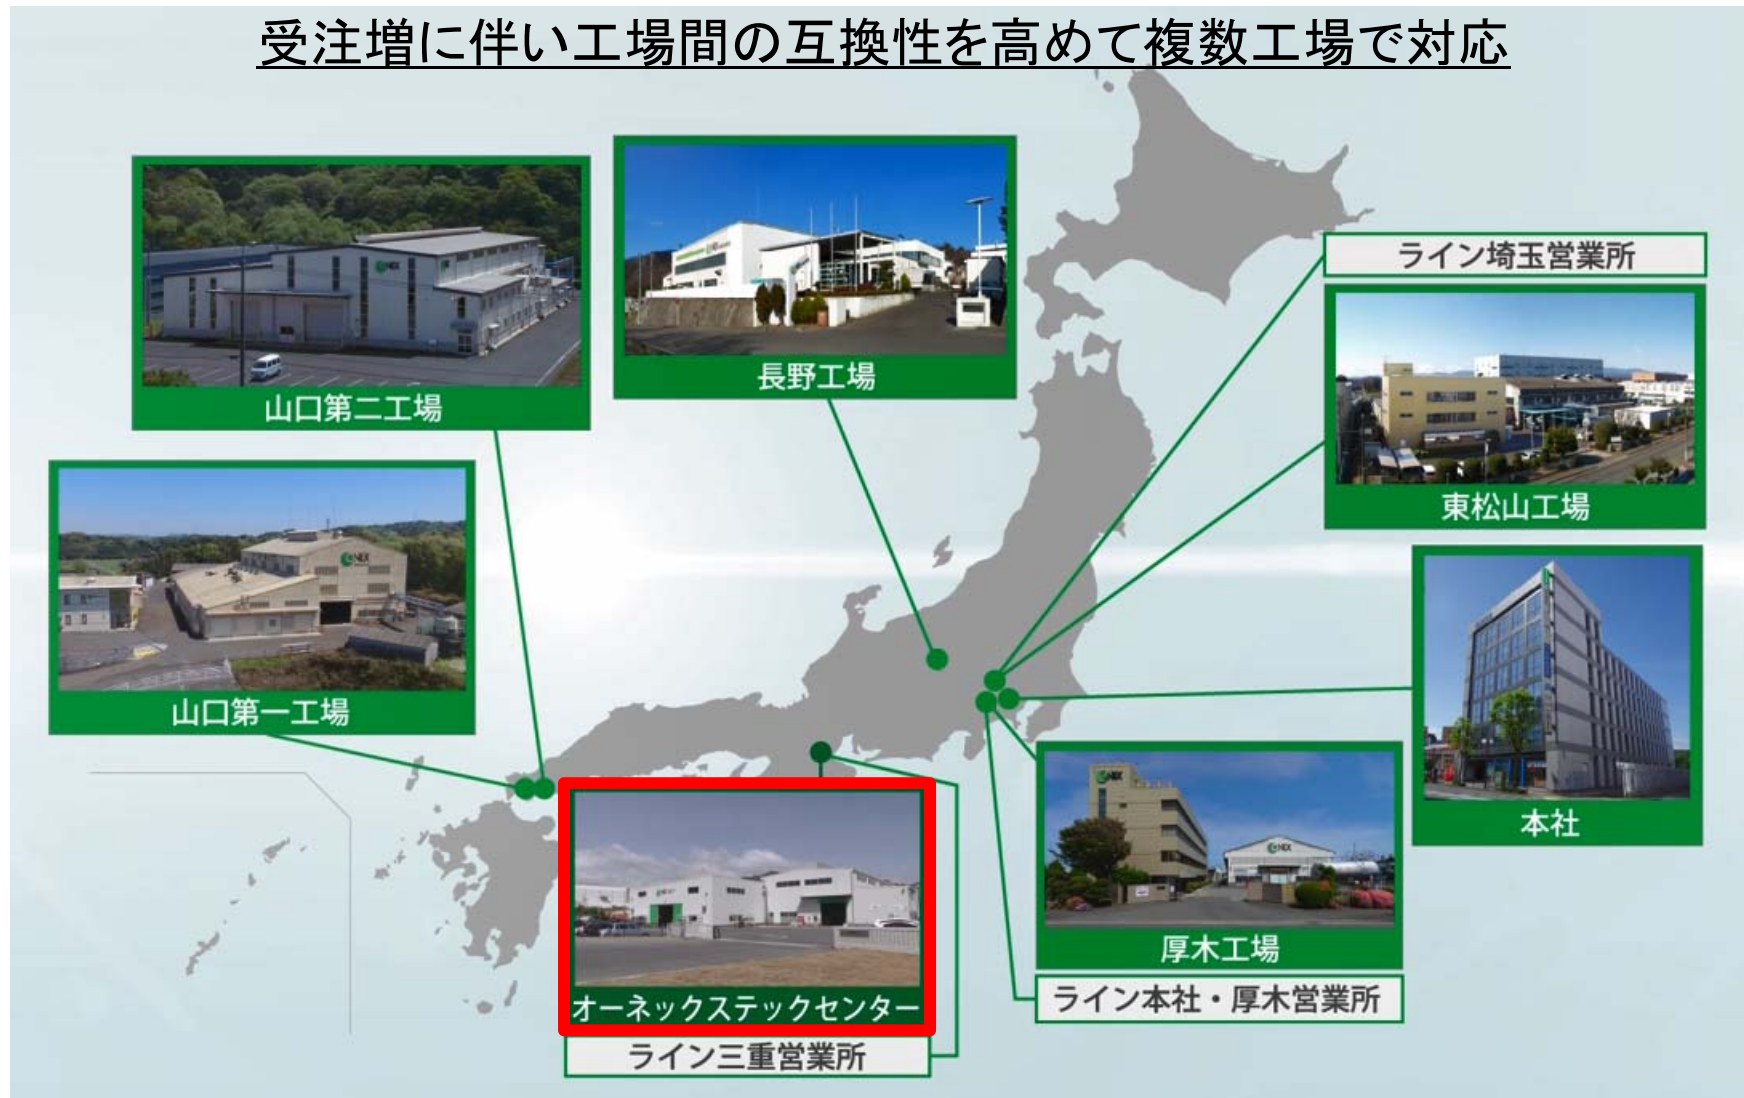 受注増に伴い工場間の互換性を高めて複数工場で対応
ライン埼玉営業所
長野工場
山口第二工場
東松山工場
山口第一工場
本社
厚木工場
ライン本社・厚木営業所
オーネックステックセンター
ライン三重営業所